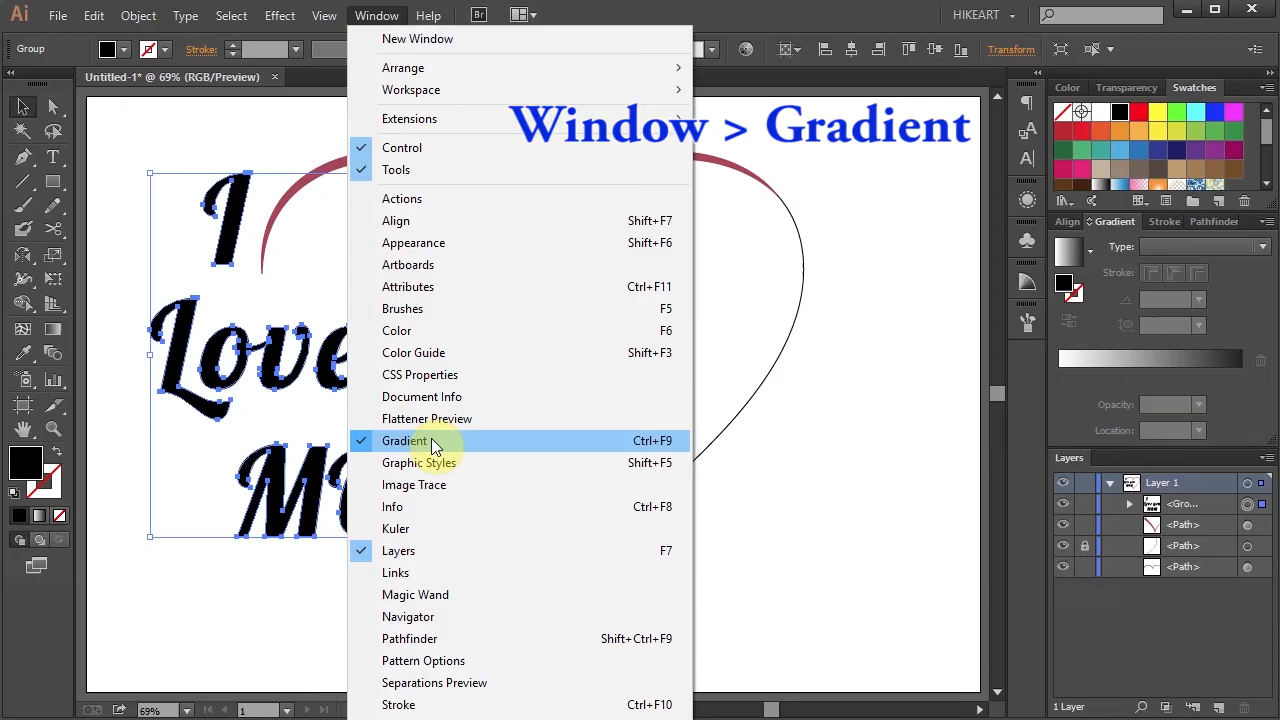 Ai File Edit Object Type Select Effect View Window Help Br HIKEART
Group Stroke: Transform
Untitled-1* @ 69% (RGB/Preview) ×
New Window
Arrange
Workspace
Extensions
Control
Tools
Actions
Align Shift+F7
Appearance Shift+F6
Artboards
Attributes Ctrl+F11
Brushes F5
Color F6
Color Guide Shift+F3
CSS Properties
Document Info
Flattener Preview
Gradient Ctrl+F9
Graphic Styles Shift+F5
Image Trace
Info Ctrl+F8
Kuler
Layers F7
Links
Magic Wand
Navigator
Pathfinder Shift+Ctrl+F9
Pattern Options
Separations Preview
Stroke Ctrl+F10
Window > Gradient
I
Love
M
Color Transparency Swatches
Align Gradient Stroke Pathfinder
Type:
Stroke:
Opacity:
Location:
Layers
Layer 1
<Gro...
<Path>
<Path>
<Path>
1 Layer
69% 1